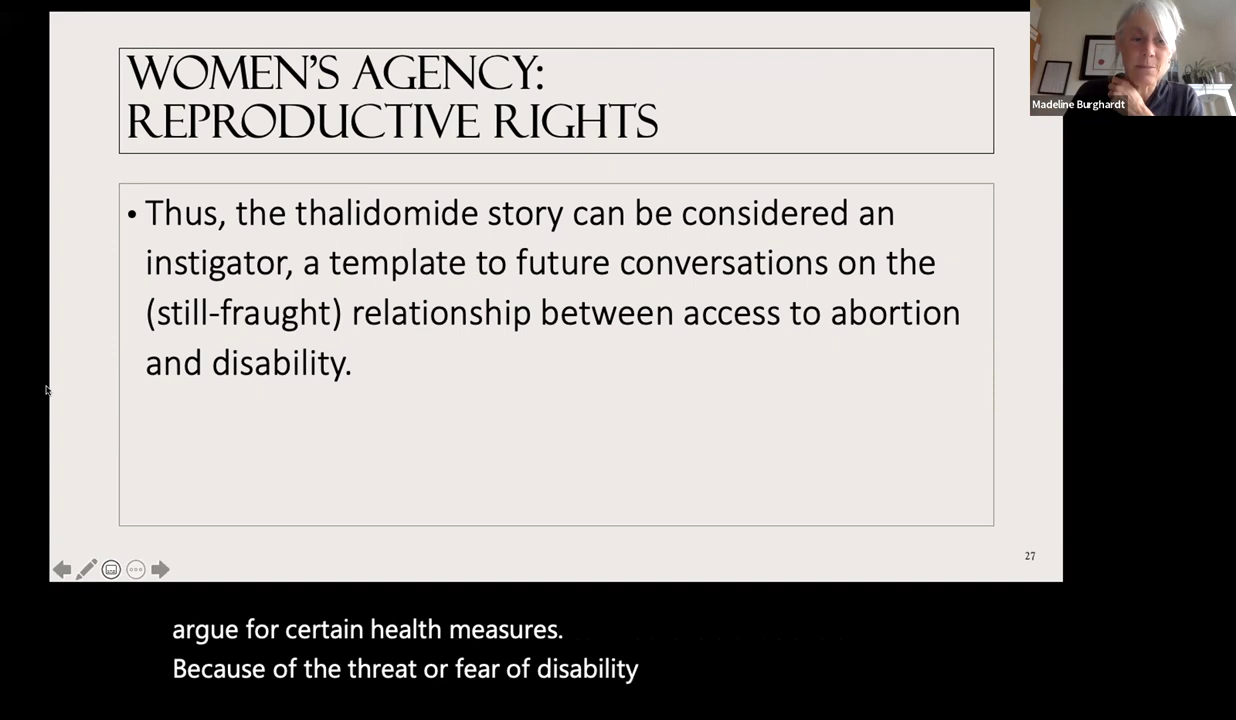 WOMEN'S AGENCY:
REPRODUCTIVE RIGHTS
Madeline Burghardt
• Thus, the thalidomide story can be considered an
instigator, a template to future conversations on the
(still-fraught) relationship between access to abortion
and disability.
27
argue for certain health measures.
Because of the threat or fear of disability